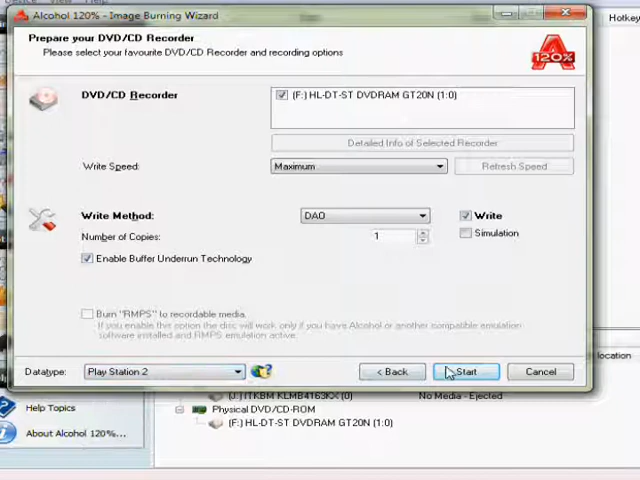 Alcohol 120% - Image Burning Wizard
Hotkey
Prepare your DVD/CD Recorder
Please select your favourite DVD/CD Recorder and recording options
120%
DVD/CD Recorder
(F:) HL-DT-ST DVDRAM GT20N (1:0)
Detailed Info of Selected Recorder
Write Speed:
Maximum
Refresh Speed
Write Method:
DAO
Write
Number of Copies:
1
Simulation
Enable Buffer Underrun Technology
Burn "RMPS" to recordable media.
If you enable this option the disc will work only if you have Alcohol or another compatible emulation
software installed and RMPS emulation active.
location
Datatype:
Play Station 2
< Back
Start
Cancel
No Media - Ejected
Help Topics
Physical DVD/CD-ROM
(F:) HL-DT-ST DVDRAM GT20N (1:0)
About Alcohol 120%...